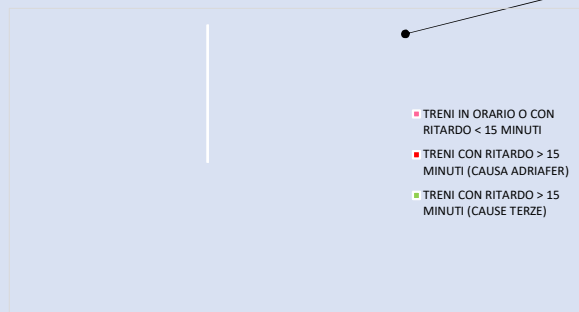 TRENI IN ORARIO O CON
RITARDO < 15 MINUTI
TRENI CON RITARDO > 15
MINUTI (CAUSA ADRIAFER)
TRENI CON RITARDO > 15
MINUTI (CAUSE TERZE)